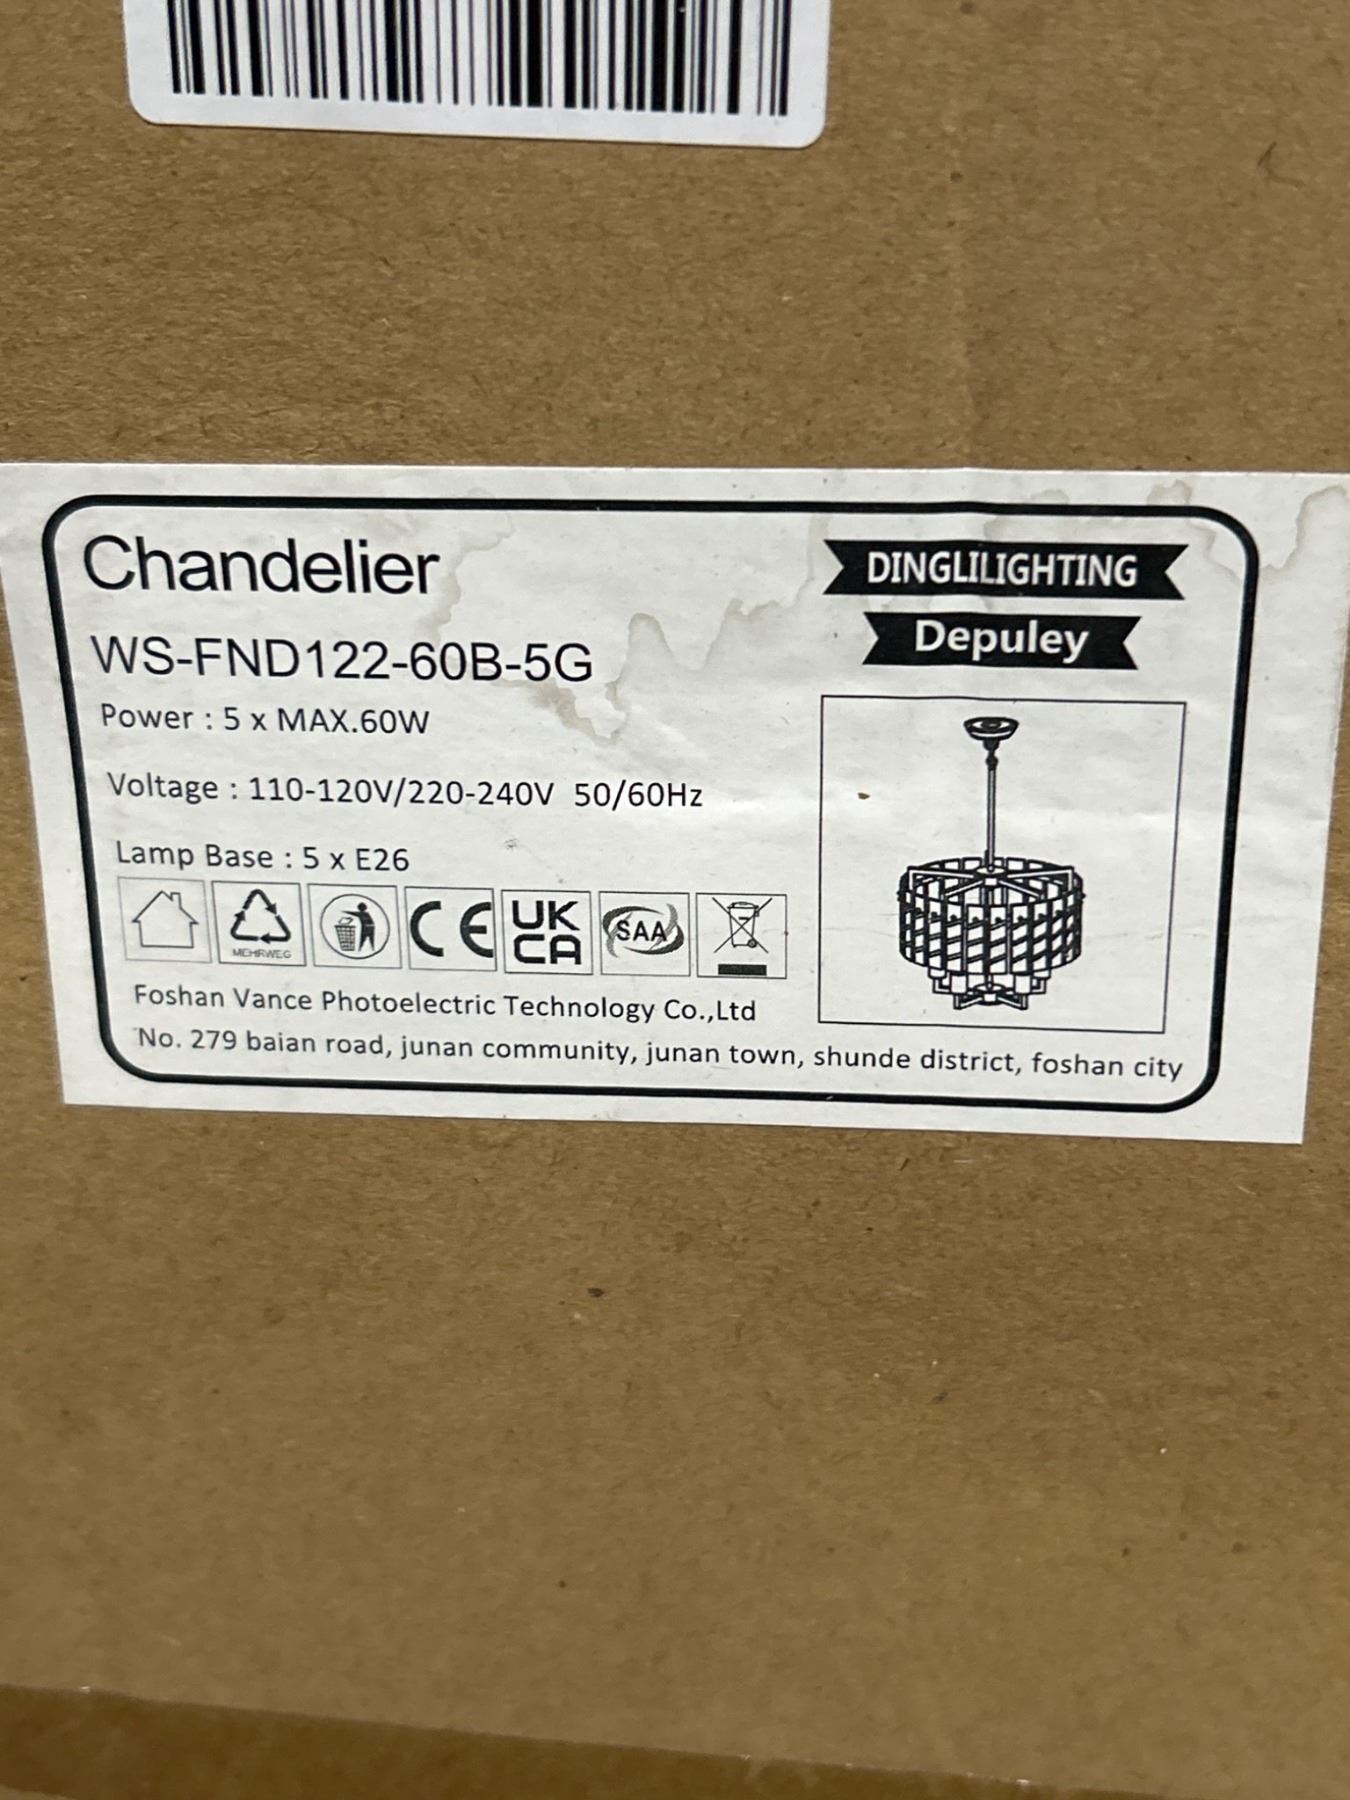 Chandelier
DINGLILIGHTING
Depuley
WS-FND122-60B-5G
Power : 5 x MAX.60W
Voltage : 110-120V/220-240V 50/60Hz
Lamp Base : 5 x E26
MEHRWEG
CE
UK
CA
SAA
Foshan Vance Photoelectric Technology Co.,Ltd
No. 279 baian road, junan community, junan town, shunde district, foshan city